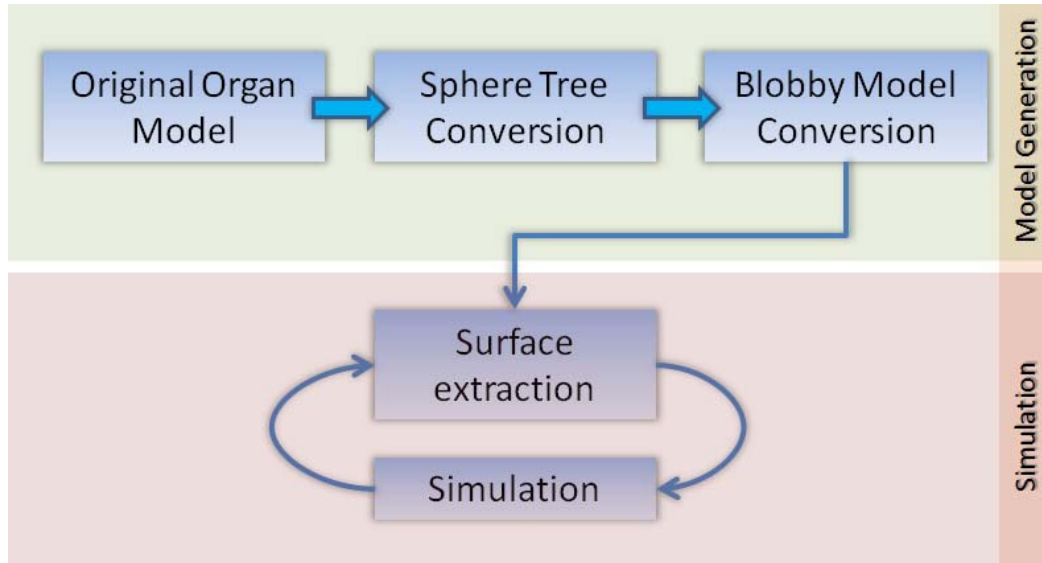 Original Organ
Model
Sphere Tree
Conversion
Blobby Model
Conversion
Model Generation
Surface
extraction
Simulation
Simulation